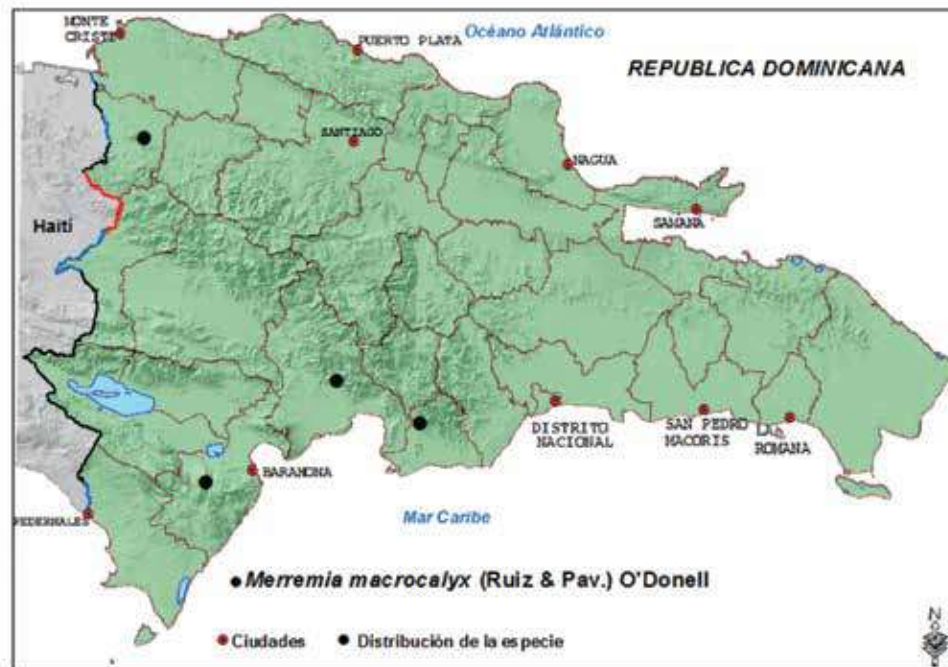 MONTE
CRISTI
Océano Atlántico
PUERTO PLATA
REPUBLICA DOMINICANA
SANTIAGO
NAGUA
Haití
SAMANA
DISTRITO
NACIONAL
SAN PEDRO
MACORIS
LA
ROMANA
BARAHONA
PEDERNALES
Mar Caribe
Merremia macrocalyx (Ruiz & Pav.) O'Donell
Ciudades
Distribución de la especie